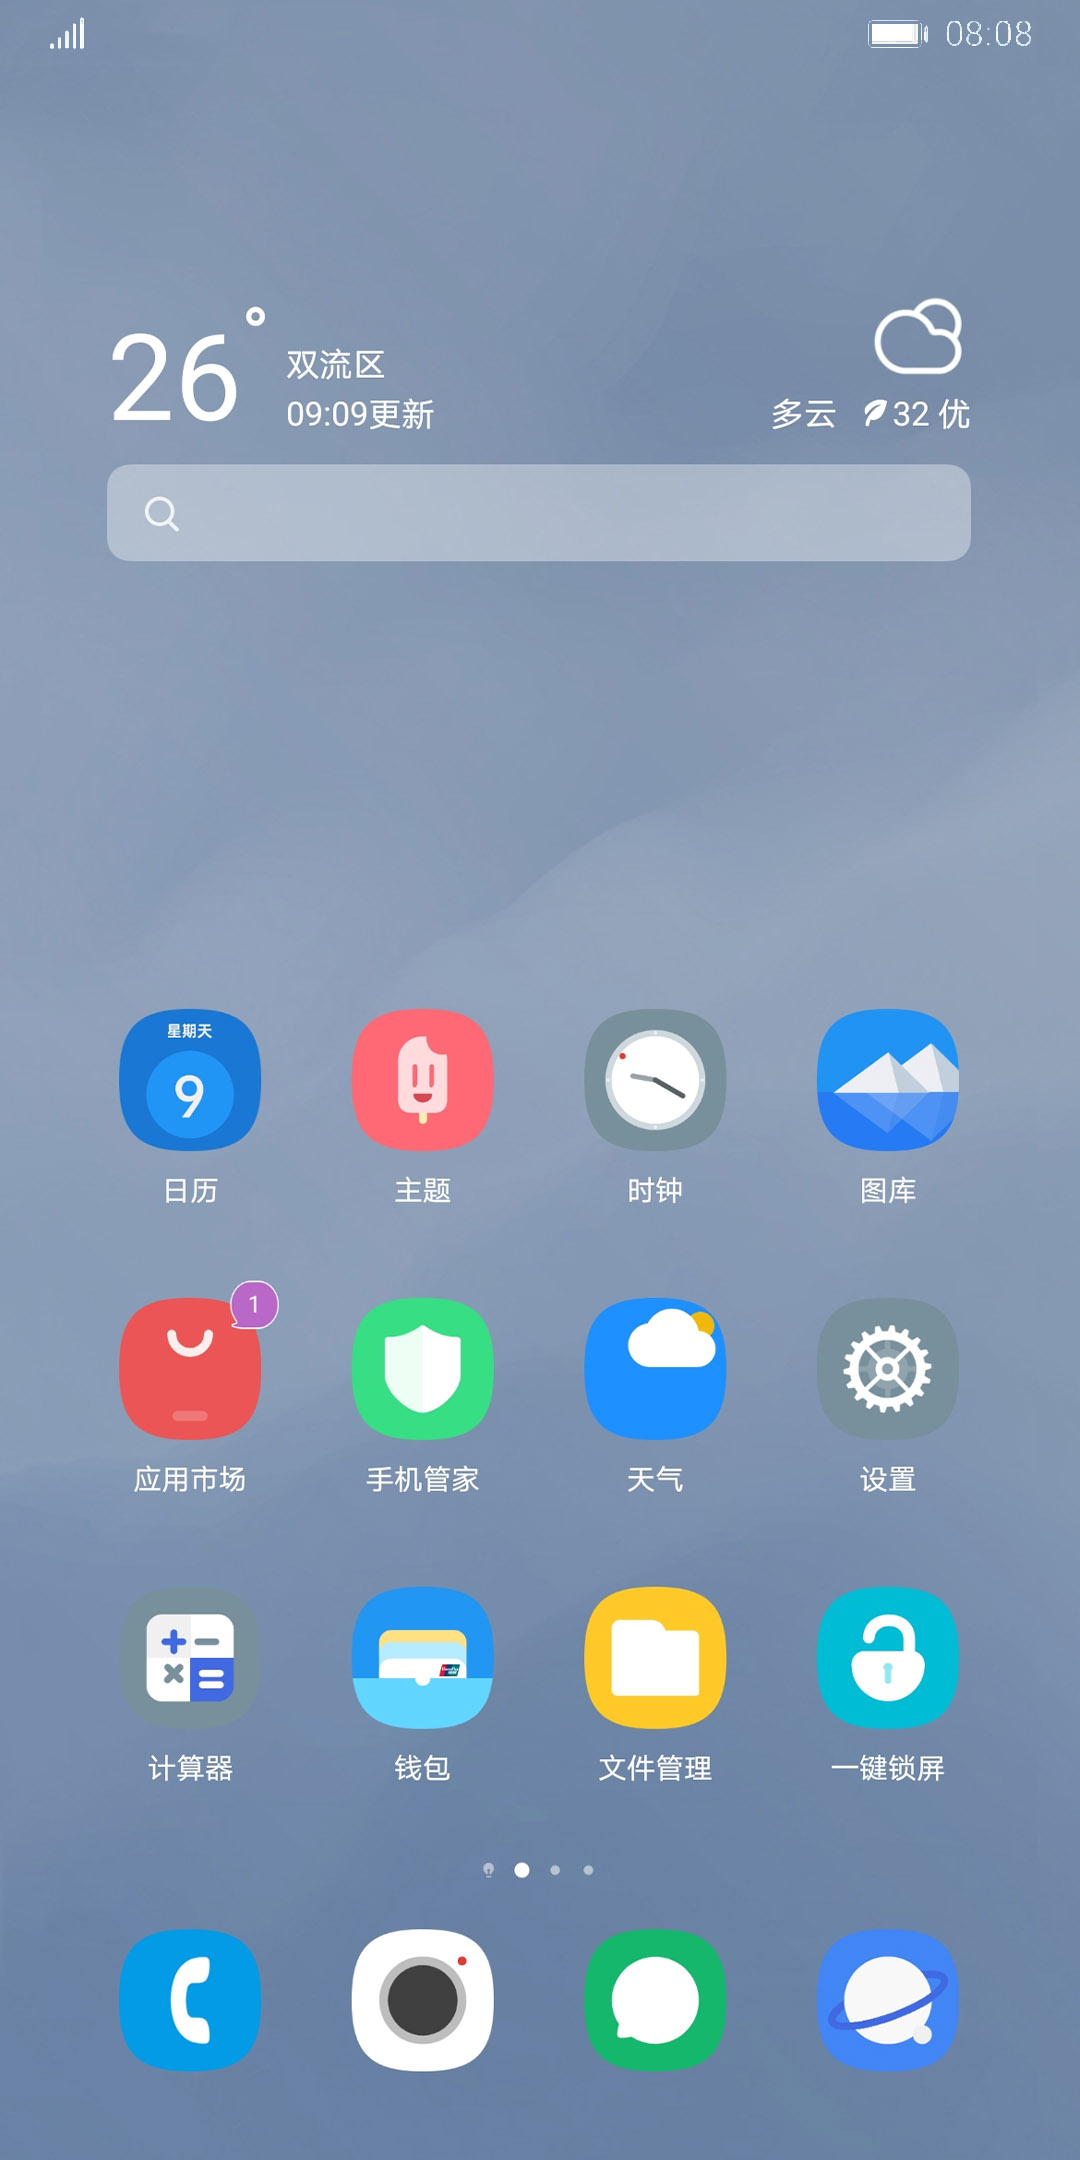 08:08
26°
双流区
09:09更新
多云 32 优
星期天
9
日历
主题
时钟
图库
1
应用市场
手机管家
天气
设置
计算器
钱包
文件管理
一键锁屏